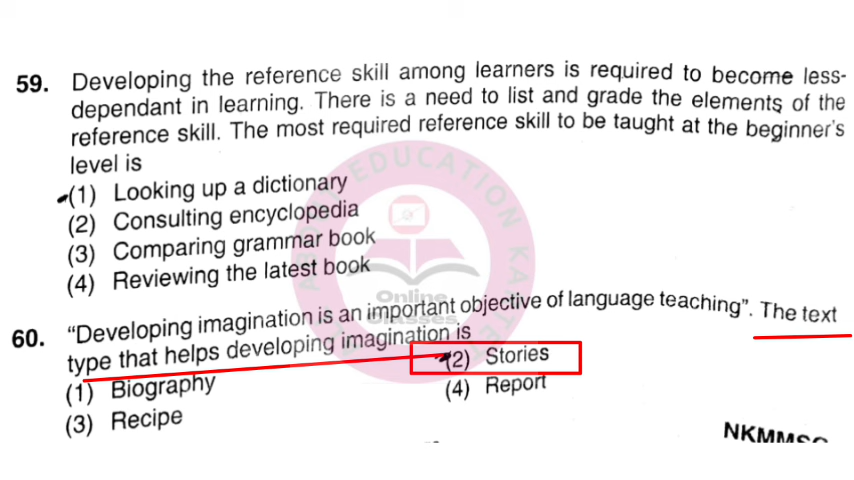 59. Developing the reference skill among learners is required to become less-
dependant in learning. There is a need to list and grade the elements of the
reference skill. The most required reference skill to be taught at the beginner's
level is
(1) Looking up a dictionary
(2) Consulting encyclopedia
(3) Comparing grammar book
(4) Reviewing the latest book
60. "Developing imagination is an important objective of language teaching". The text
type that helps developing imagination is
(1) Biography
(2) Stories
(3) Recipe
(4) Report
EDUCATION
Online
Classes